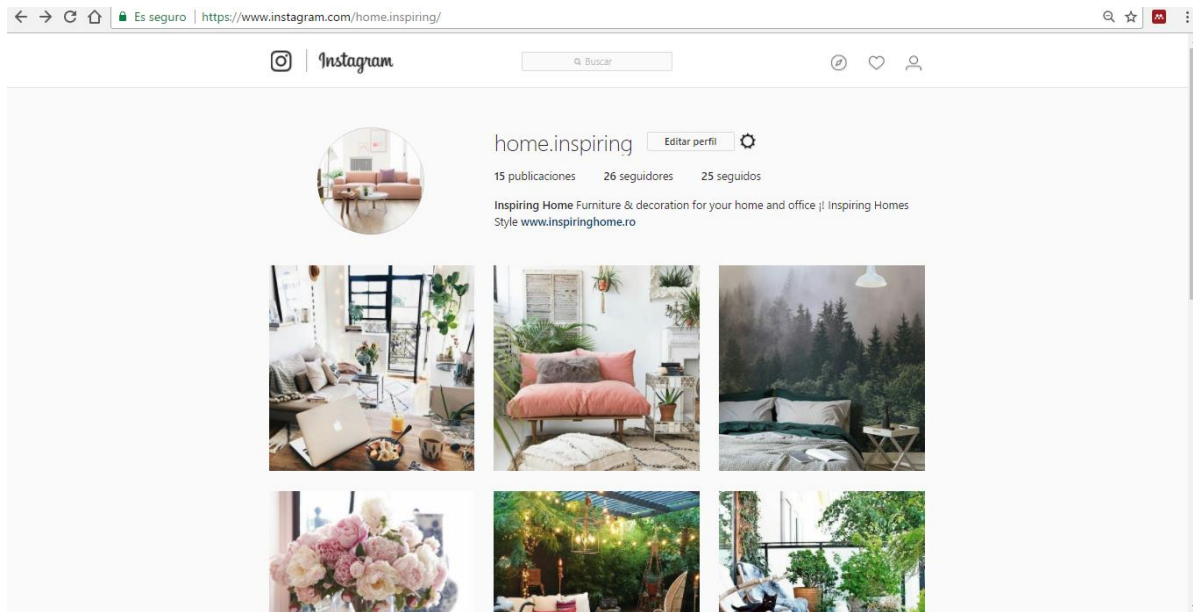 Es seguro | https://www.instagram.com/home.inspiring/
Instagram
Buscar
home.inspiring Editar perfil
15 publicaciones 26 seguidores 25 seguidos
Inspiring Home Furniture & decoration for your home and office ¡! Inspiring Homes
Style www.inspiringhome.ro